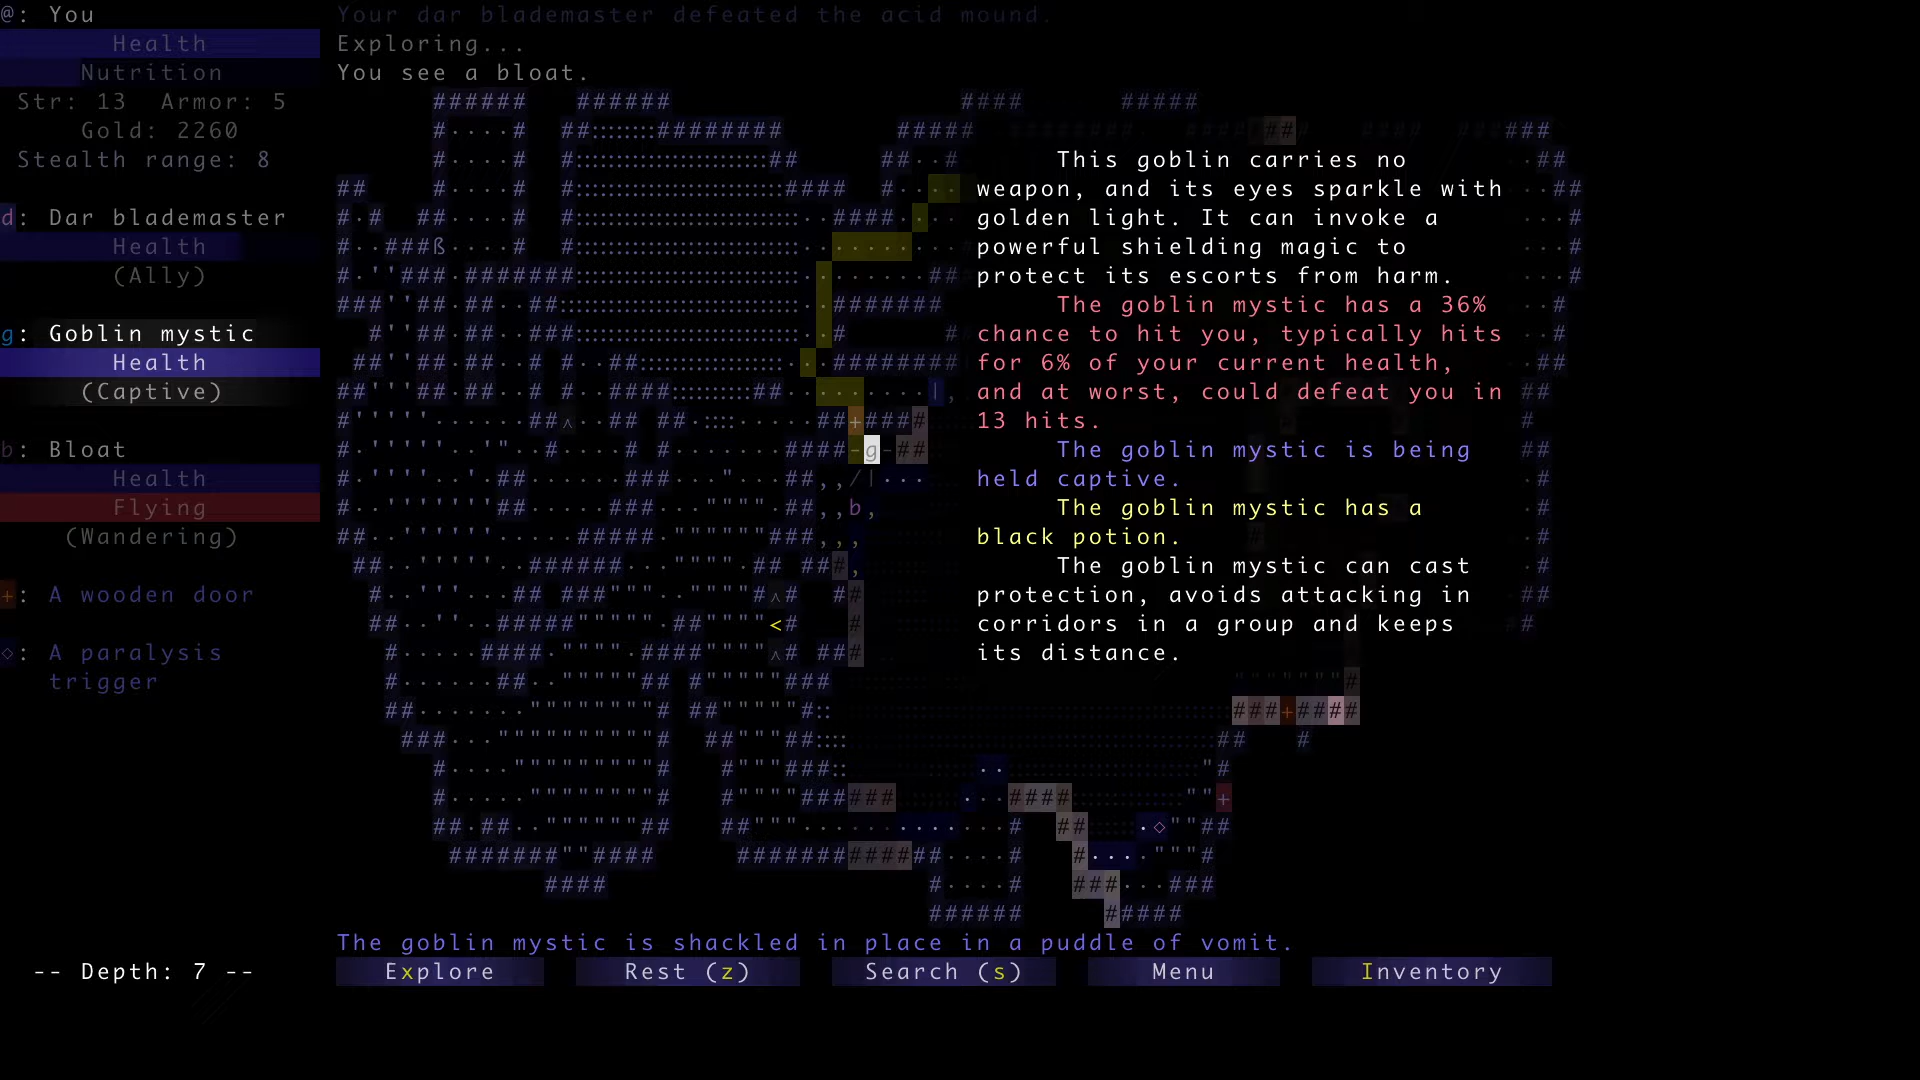 @: You
Health
Nutrition
Str: 13 Armor: 5
Gold: 2260
Stealth range: 8
d: Dar blademaster
Health
(Ally)
g: Goblin mystic
Health
(Captive)
b: Bloat
Health
Flying
(Wandering)
+: A wooden door
◇: A paralysis
trigger
-- Depth: 7 --
Your dar blademaster defeated the acid mound.
Exploring...
You see a bloat.
This goblin carries no
weapon, and its eyes sparkle with
golden light. It can invoke a
powerful shielding magic to
protect its escorts from harm.
The goblin mystic has a 36%
chance to hit you, typically hits
for 6% of your current health,
and at worst, could defeat you in
13 hits.
The goblin mystic is being
held captive.
The goblin mystic has a
black potion.
The goblin mystic can cast
protection, avoids attacking in
corridors in a group and keeps
its distance.
The goblin mystic is shackled in place in a puddle of vomit.
Explore
Rest (z)
Search (s)
Menu
Inventory